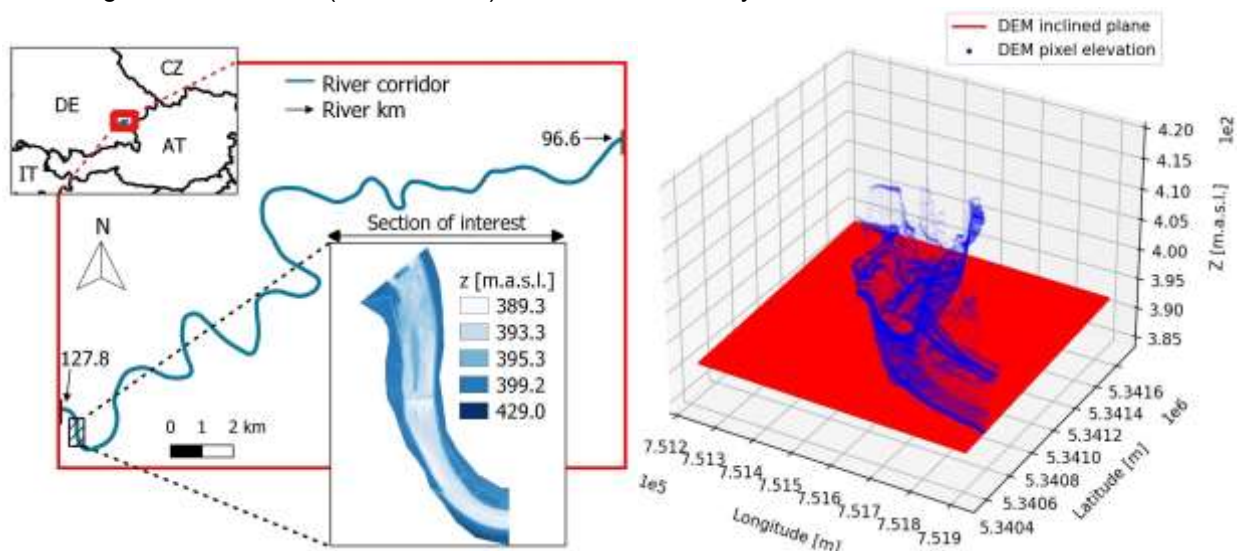 CZ
DE
AT
IT
River corridor
River km
96.6
N
Section of interest
z [m.a.s.l.]
389.3
393.3
395.3
399.2
429.0
127.8
0 1 2 km
DEM inclined plane
DEM pixel elevation
1e2
4.20
4.15
4.10
4.05
4.00
3.95
3.90
3.85
Z [m.a.s.l.]
5.3416
5.3414
5.3412
5.3410
5.3408
5.3406
5.3404
1e6
Latitude [m]
7.512
7.513
7.514
7.515
7.516
7.517
7.518
7.519
1e5
Longitude [m]